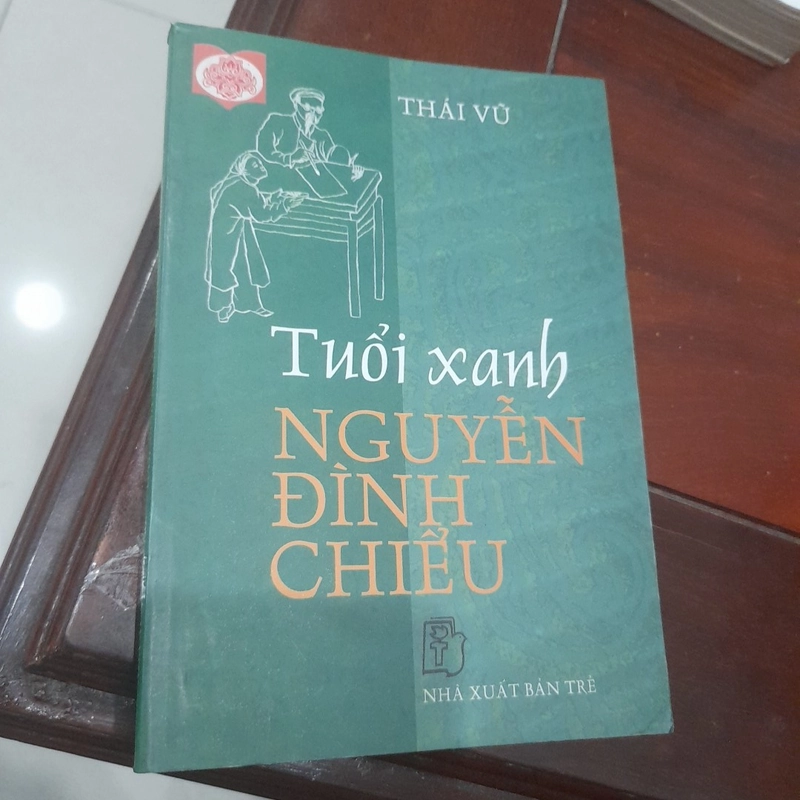 THÁI VŨ
Tuổi xanh
NGUYỄN
ĐÌNH
CHIỂU
NHÀ XUẤT BẢN TRẺ